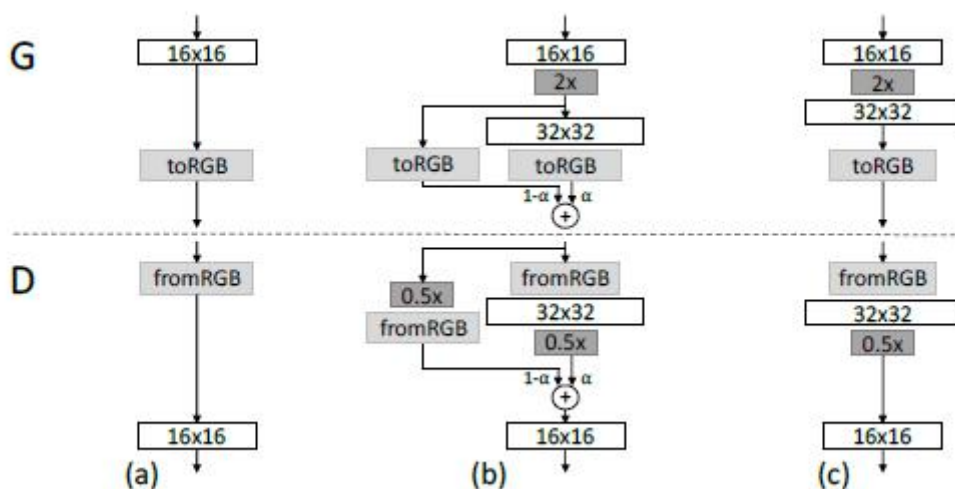 G
16x16
toRGB
16x16
2x
32x32
toRGB
toRGB
1-α
α
+
16x16
2x
32x32
toRGB
D
fromRGB
16x16
(a)
0.5x
fromRGB
fromRGB
32x32
0.5x
1-α
α
+
16x16
(b)
fromRGB
32x32
0.5x
16x16
(c)